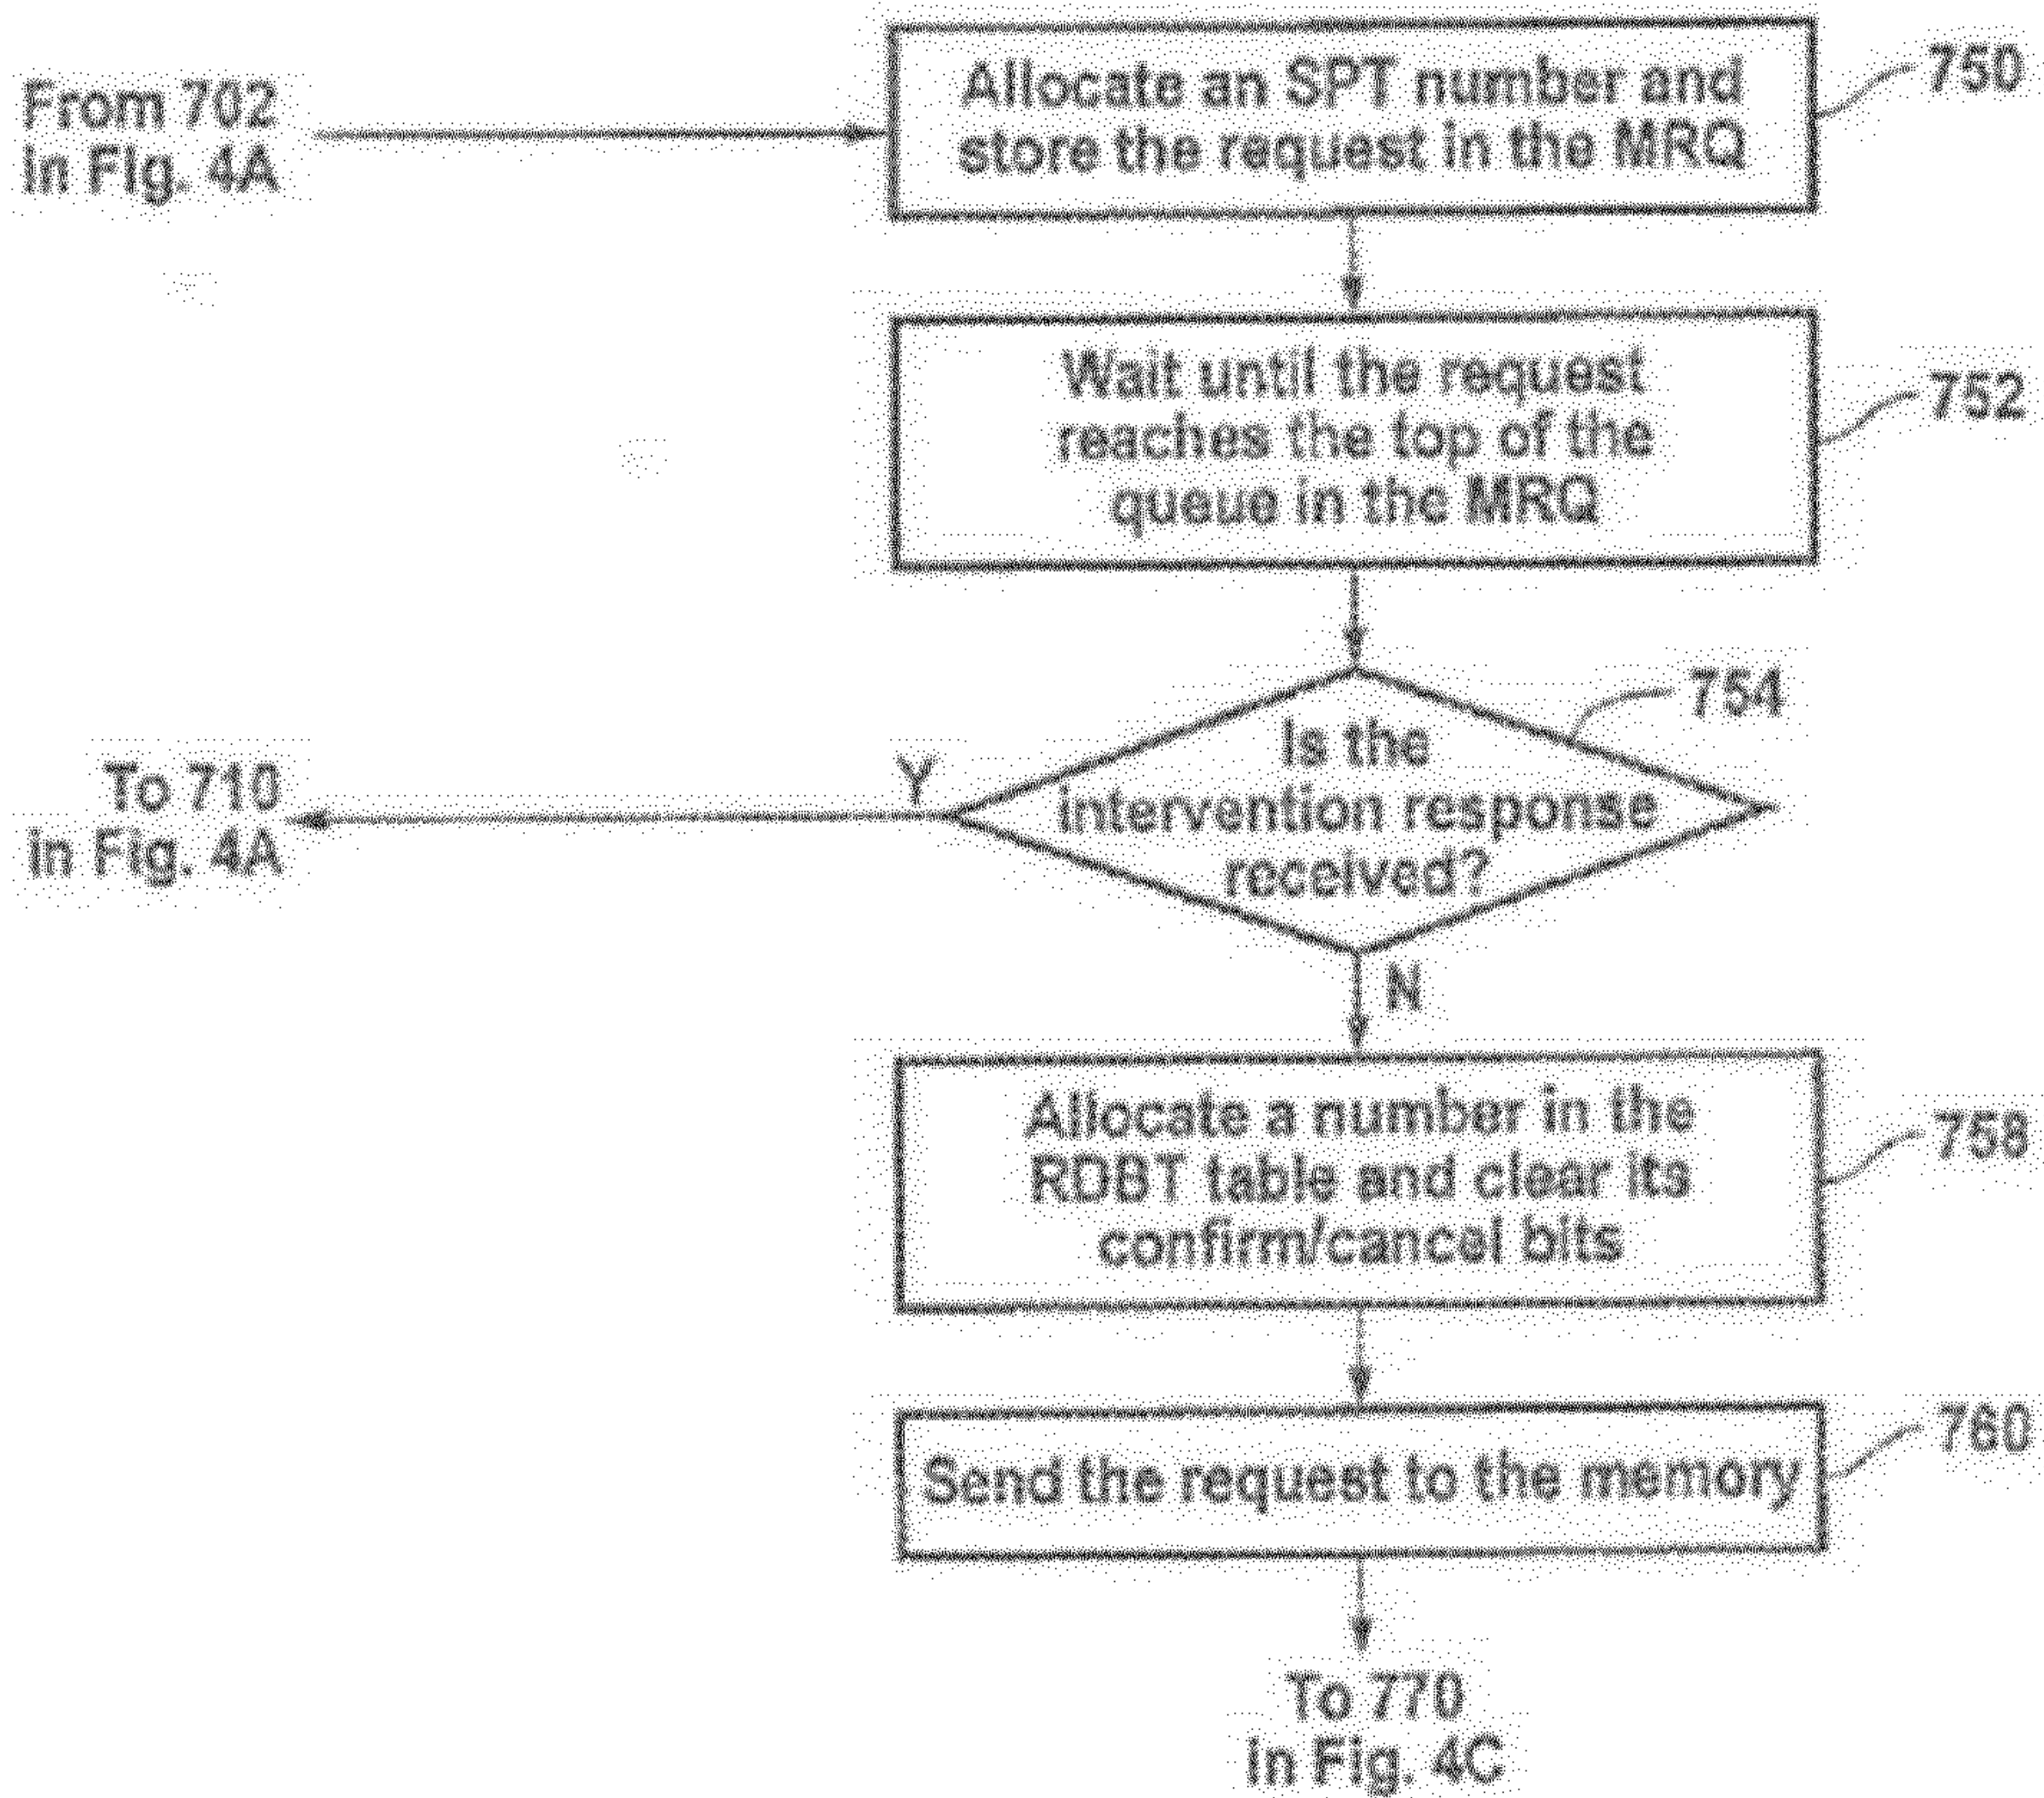 From 702
in Fig. 4A
Allocate an SPT number and
store the request in the MRQ
750
Wait until the request
reaches the top of the
queue in the MRQ
752
754
Is the
intervention response
received?
Y
To 710
in Fig. 4A
N
Allocate a number in the
RDBT table and clear its
confirm/cancel bits
758
Send the request to the memory
760
To 770
in Fig. 4C